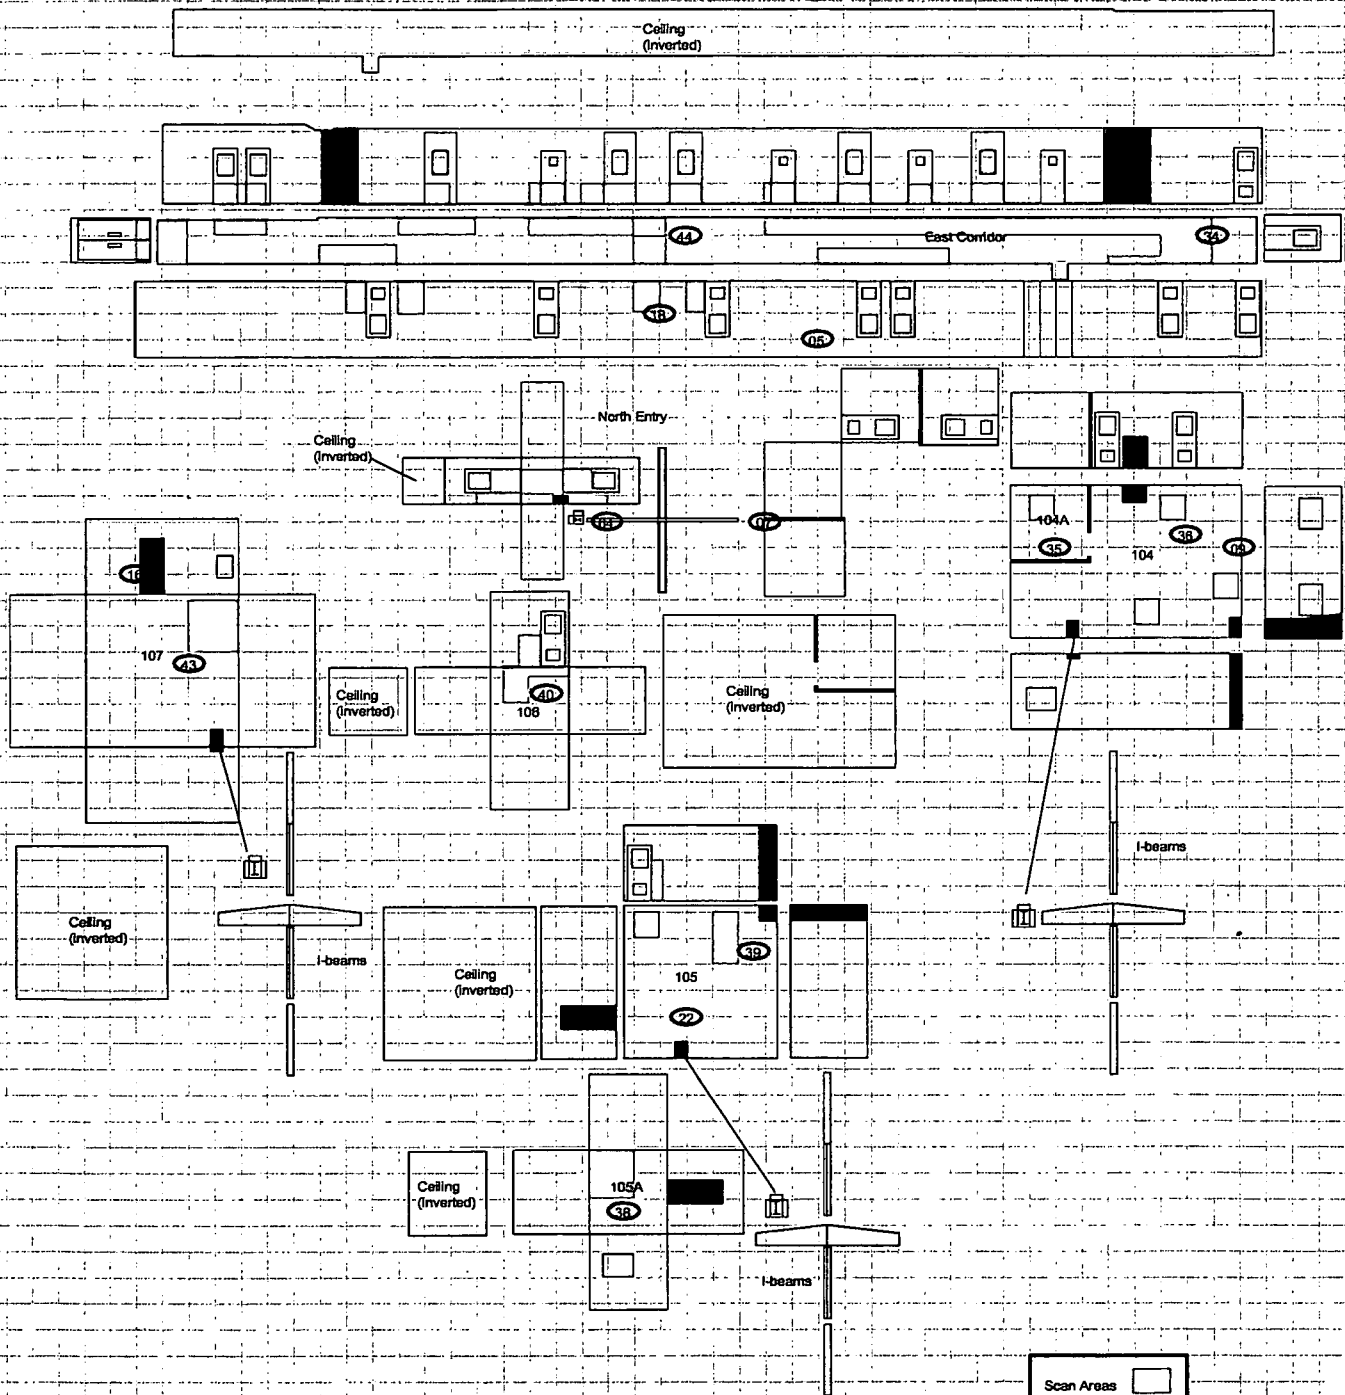 Ceiling
(Inverted)
44
East Corridor
34
18
05
North Entry
Ceiling
(Inverted)
04
07
104A
35
104
36
09
16
107
43
Ceiling
(Inverted)
40
106
Ceiling
(Inverted)
I-beams
Ceiling
(Inverted)
I-beams
Ceiling
(Inverted)
39
105
22
Ceiling
(Inverted)
105A
38
I-beams
Scan Areas